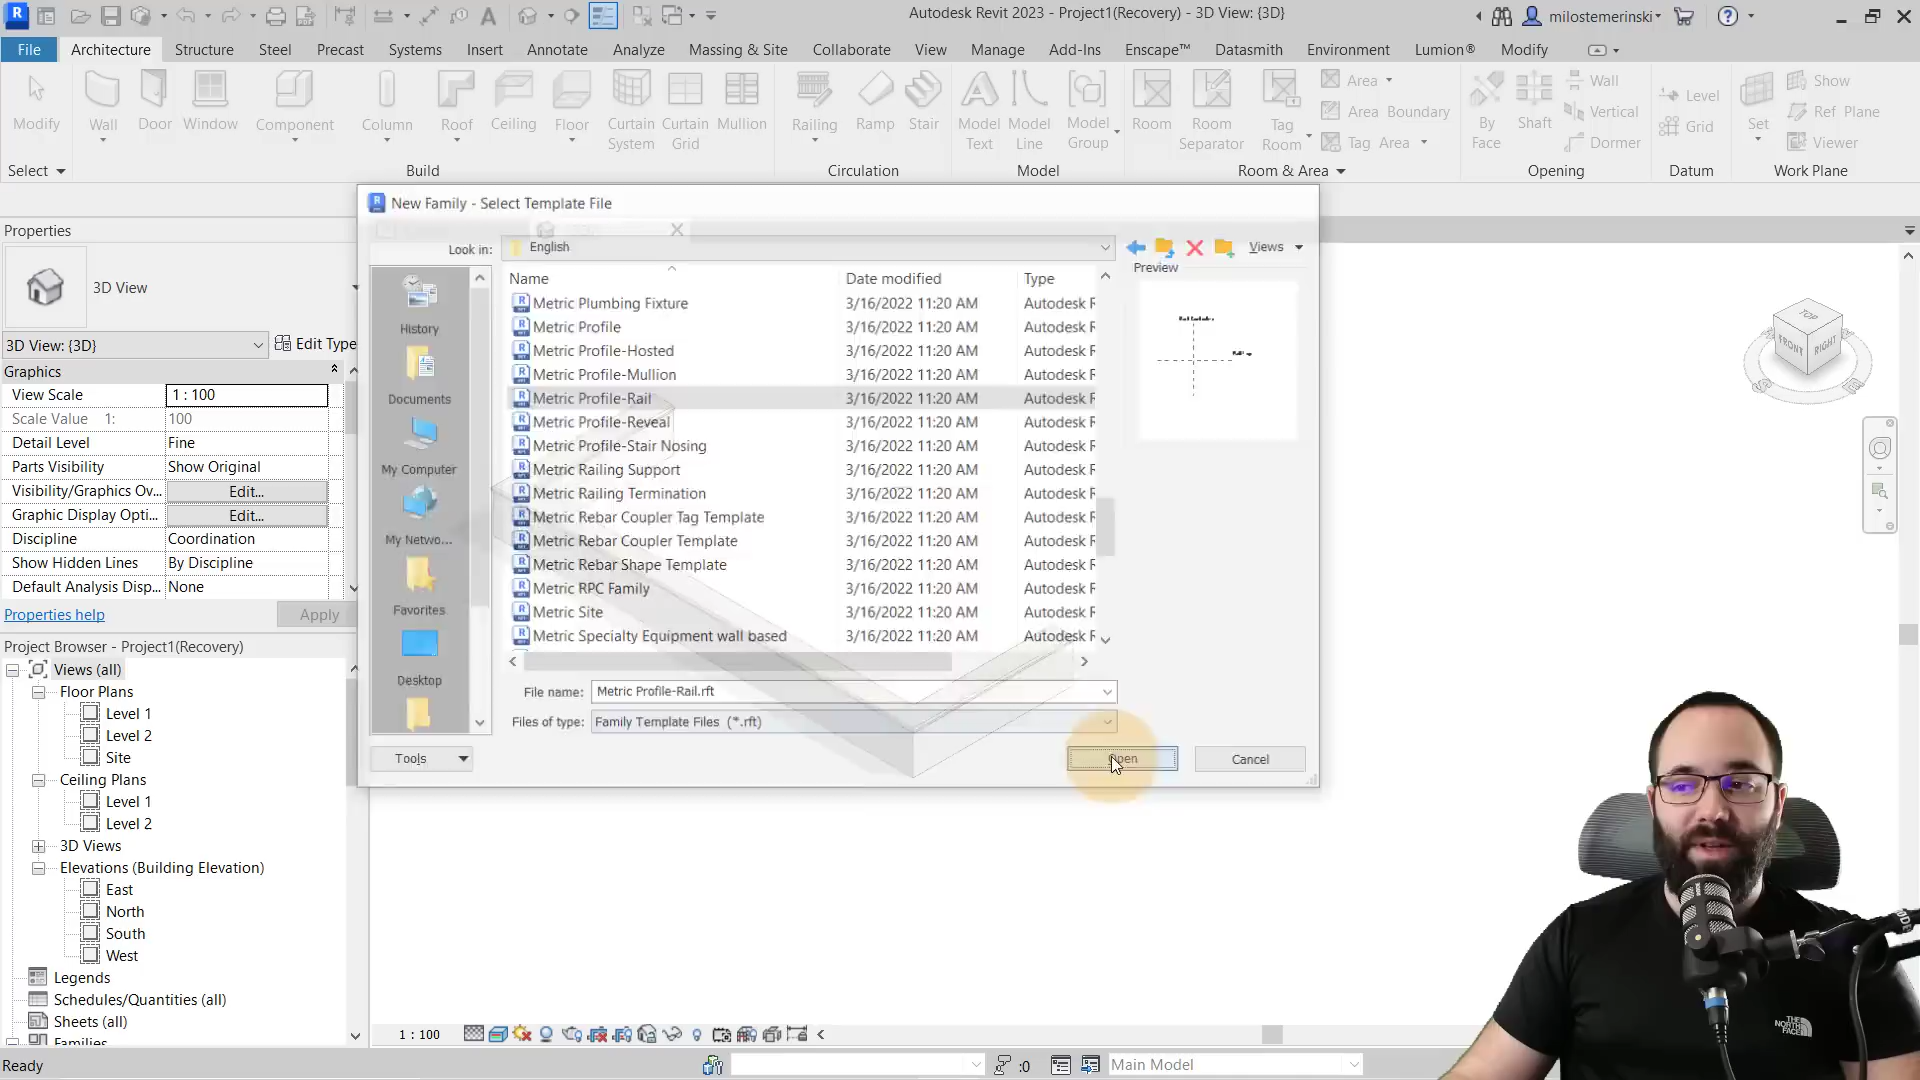 Autodesk Revit 2023 - Project1(Recovery) - 3D View: {3D}
milostemerinski
File Architecture Structure Steel Precast Systems Insert Annotate Analyze Massing & Site Collaborate View Manage Add-Ins Enscape™ Datasmith Environment Lumion® Modify
Modify Wall Door Window Component Column Roof Ceiling Floor Curtain System Curtain Grid Mullion Railing Ramp Stair Model Text Model Line Model Group Room Room Separator Tag Room Area Area Boundary Tag Area By Face Shaft Wall Vertical Dormer Level Grid Set Show Ref Plane Viewer
Select Build Circulation Model Room & Area Opening Datum Work Plane
Properties
3D View
3D View: {3D} Edit Type
Graphics
View Scale 1 : 100
Scale Value 1: 100
Detail Level Fine
Parts Visibility Show Original
Visibility/Graphics Ov... Edit...
Graphic Display Opti... Edit...
Discipline Coordination
Show Hidden Lines By Discipline
Default Analysis Disp... None
Properties help Apply
Project Browser - Project1(Recovery)
Views (all)
Floor Plans
Level 1
Level 2
Site
Ceiling Plans
Level 1
Level 2
3D Views
Elevations (Building Elevation)
East
North
South
West
Legends
Schedules/Quantities (all)
Sheets (all)
Families
New Family - Select Template File
Look in: English Views
Preview
History
Documents
My Computer
My Netwo...
Favorites
Desktop
Name Date modified Type
Metric Plumbing Fixture 3/16/2022 11:20 AM Autodesk R
Metric Profile 3/16/2022 11:20 AM Autodesk R
Metric Profile-Hosted 3/16/2022 11:20 AM Autodesk R
Metric Profile-Mullion 3/16/2022 11:20 AM Autodesk R
Metric Profile-Rail 3/16/2022 11:20 AM Autodesk R
Metric Profile-Reveal 3/16/2022 11:20 AM Autodesk R
Metric Profile-Stair Nosing 3/16/2022 11:20 AM Autodesk R
Metric Railing Support 3/16/2022 11:20 AM Autodesk R
Metric Railing Termination 3/16/2022 11:20 AM Autodesk R
Metric Rebar Coupler Tag Template 3/16/2022 11:20 AM Autodesk R
Metric Rebar Coupler Template 3/16/2022 11:20 AM Autodesk R
Metric Rebar Shape Template 3/16/2022 11:20 AM Autodesk R
Metric RPC Family 3/16/2022 11:20 AM Autodesk R
Metric Site 3/16/2022 11:20 AM Autodesk R
Metric Specialty Equipment wall based 3/16/2022 11:20 AM Autodesk R
File name: Metric Profile-Rail.rft
Files of type: Family Template Files (*.rft)
Tools Open Cancel
TOP
FRONT
RIGHT
S
E
1 : 100
Ready
:0
Main Model
THE NORTH FACE